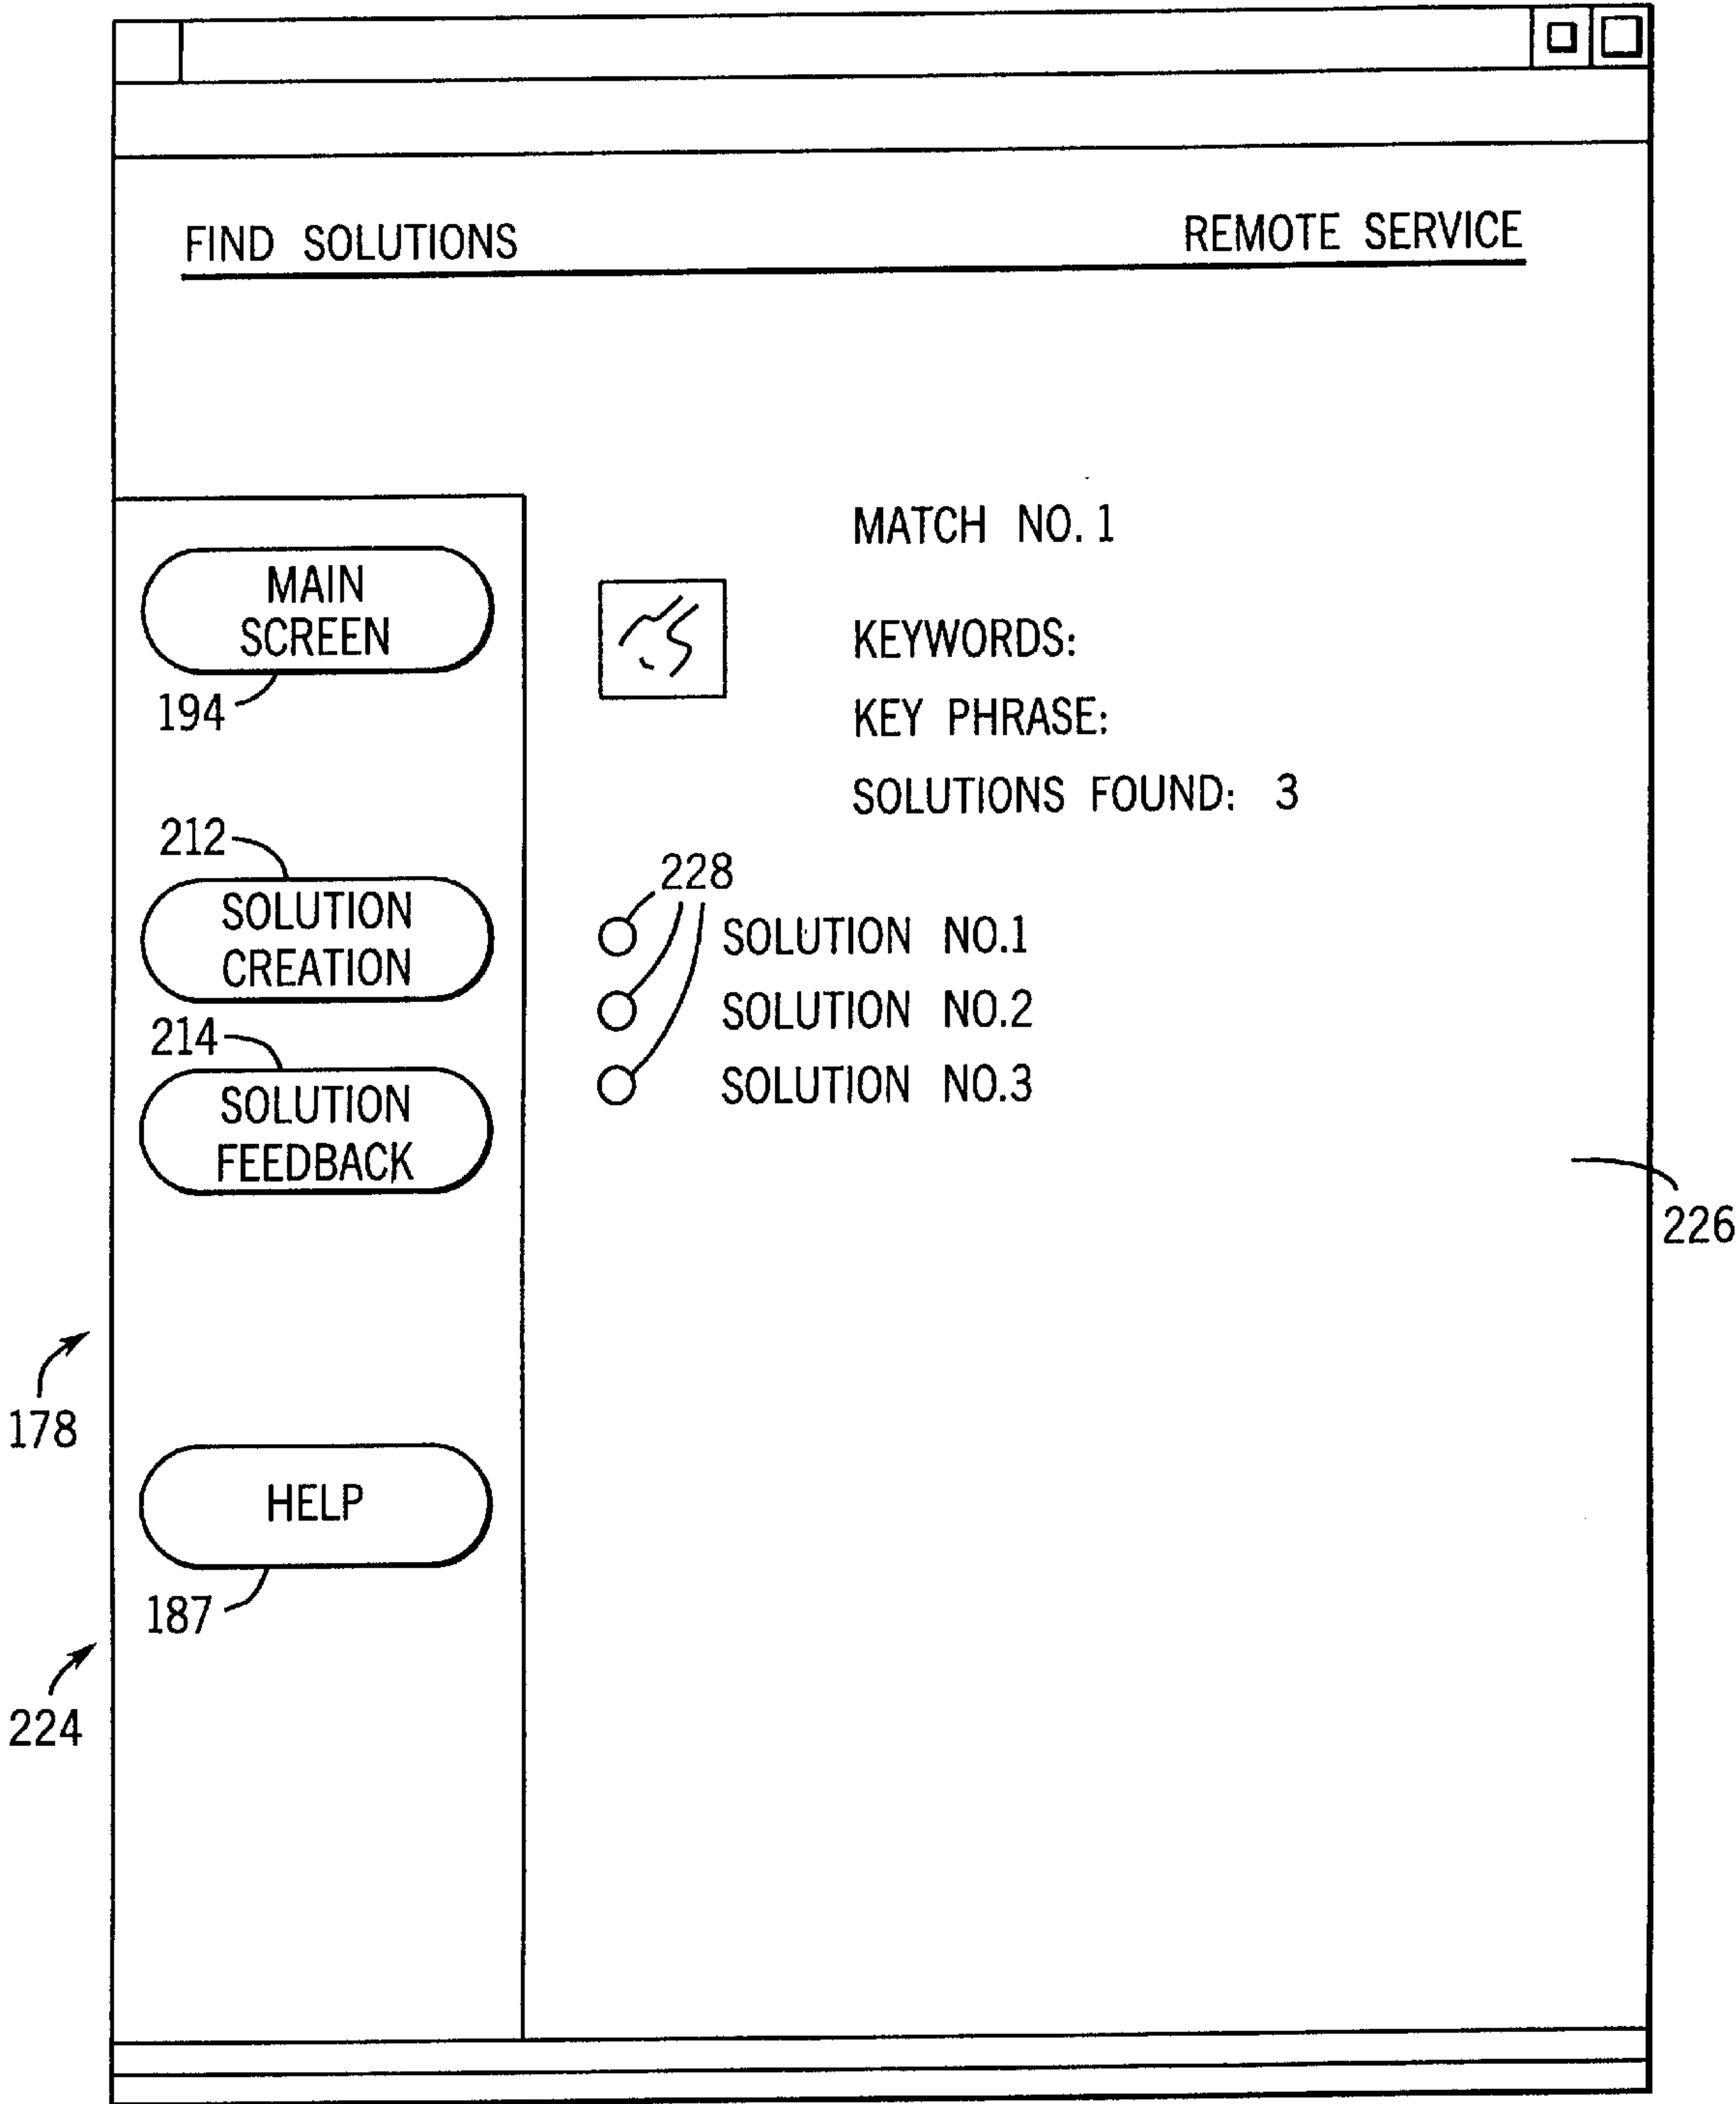 FIND SOLUTIONS
REMOTE SERVICE
MAIN
SCREEN
194
212
SOLUTION
CREATION
214
SOLUTION
FEEDBACK
178
HELP
187
224
MATCH NO. 1
KEYWORDS:
KEY PHRASE:
SOLUTIONS FOUND: 3
228
SOLUTION NO.1
SOLUTION NO.2
SOLUTION NO.3
226